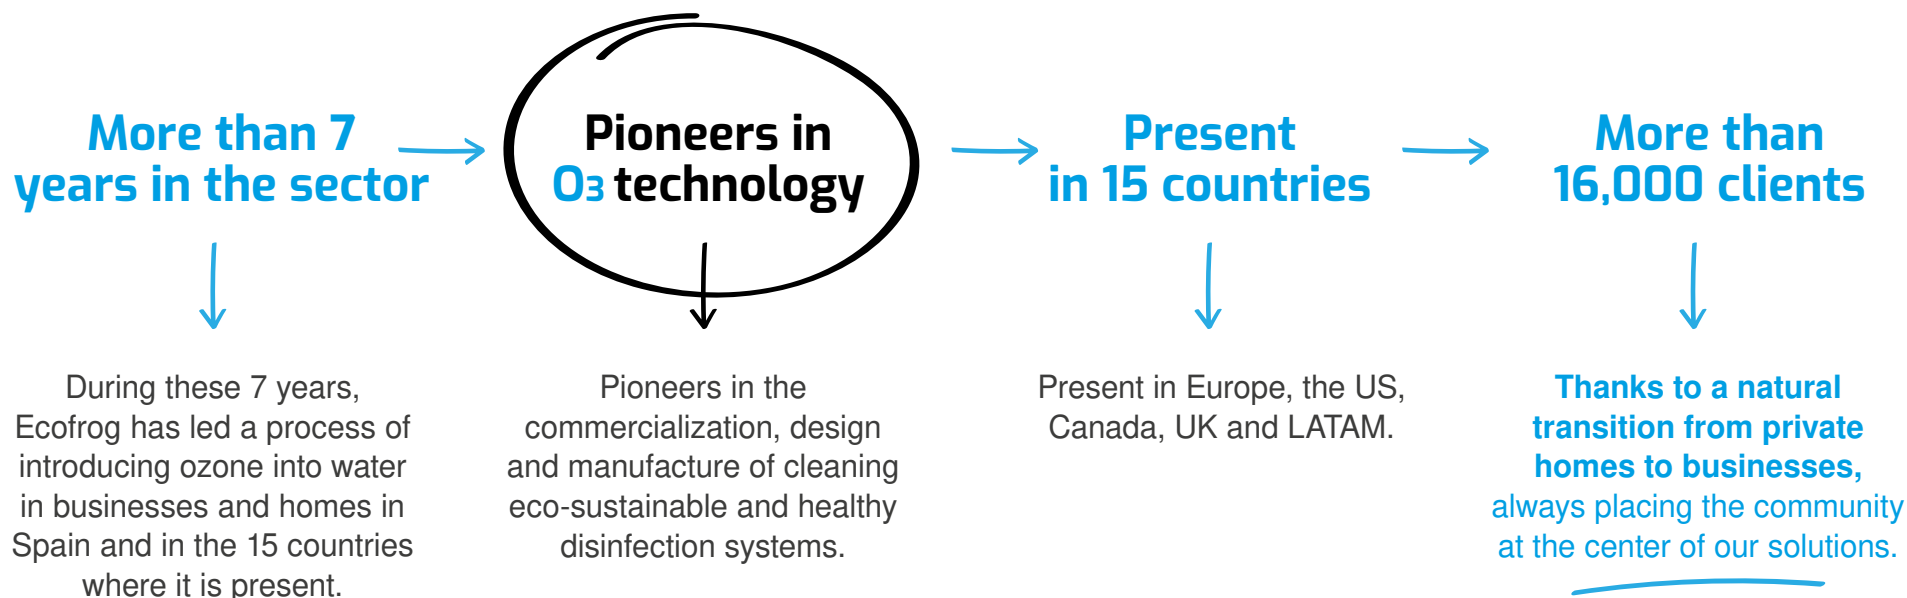 More than 7
years in the sector
Pioneers in
O3 technology
Present
in 15 countries
More than
16,000 clients
During these 7 years,
Ecofrog has led a process of
introducing ozone into water
in businesses and homes in
Spain and in the 15 countries
where it is present.
Pioneers in the
commercialization, design
and manufacture of cleaning
eco-sustainable and healthy
disinfection systems.
Present in Europe, the US,
Canada, UK and LATAM.
Thanks to a natural
transition from private
homes to businesses,
always placing the community
at the center of our solutions.